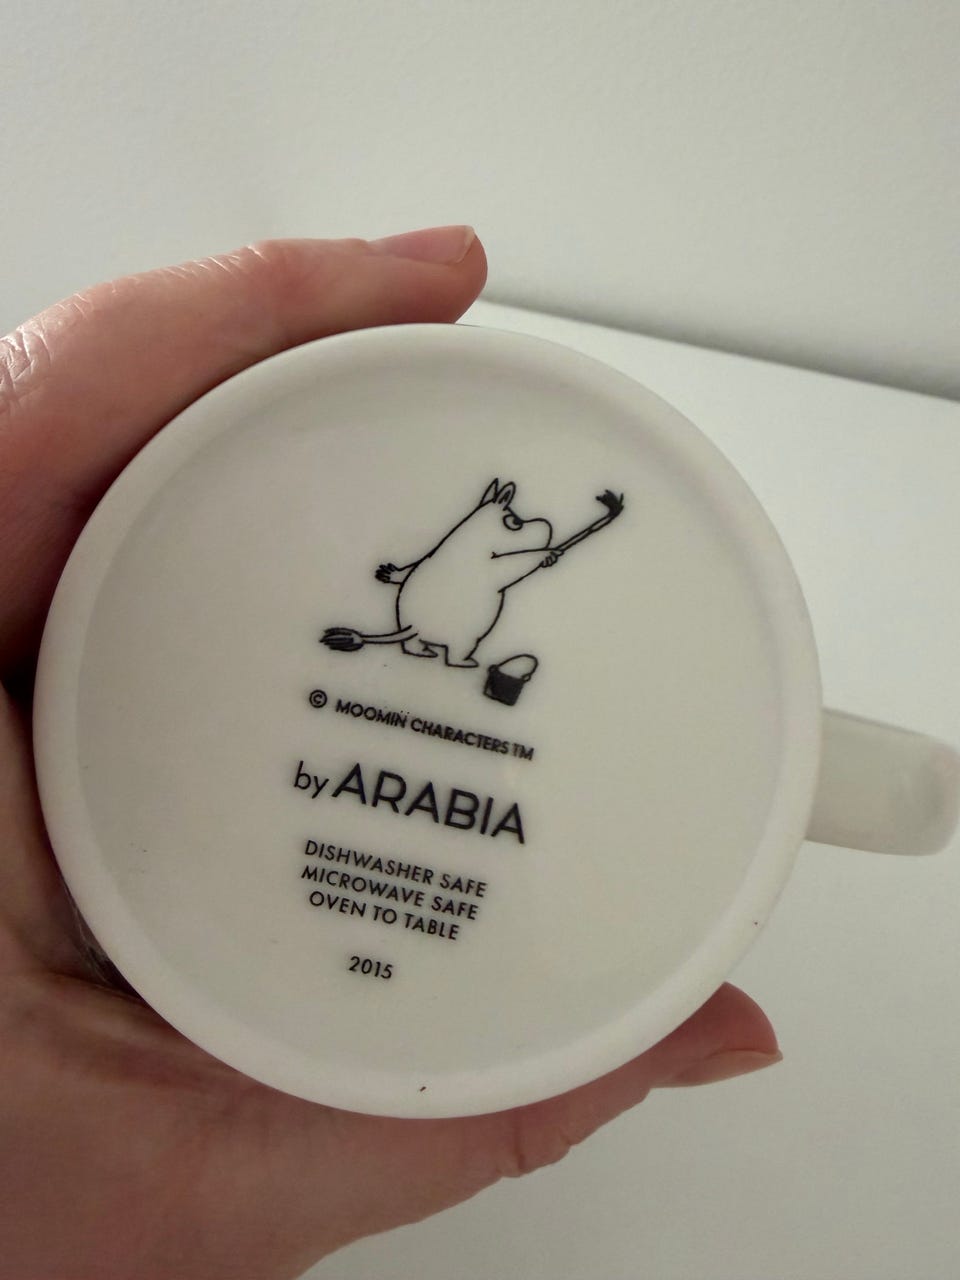 © MOOMIN CHARACTERS TM
by ARABIA
DISHWASHER SAFE
MICROWAVE SAFE
OVEN TO TABLE
2015